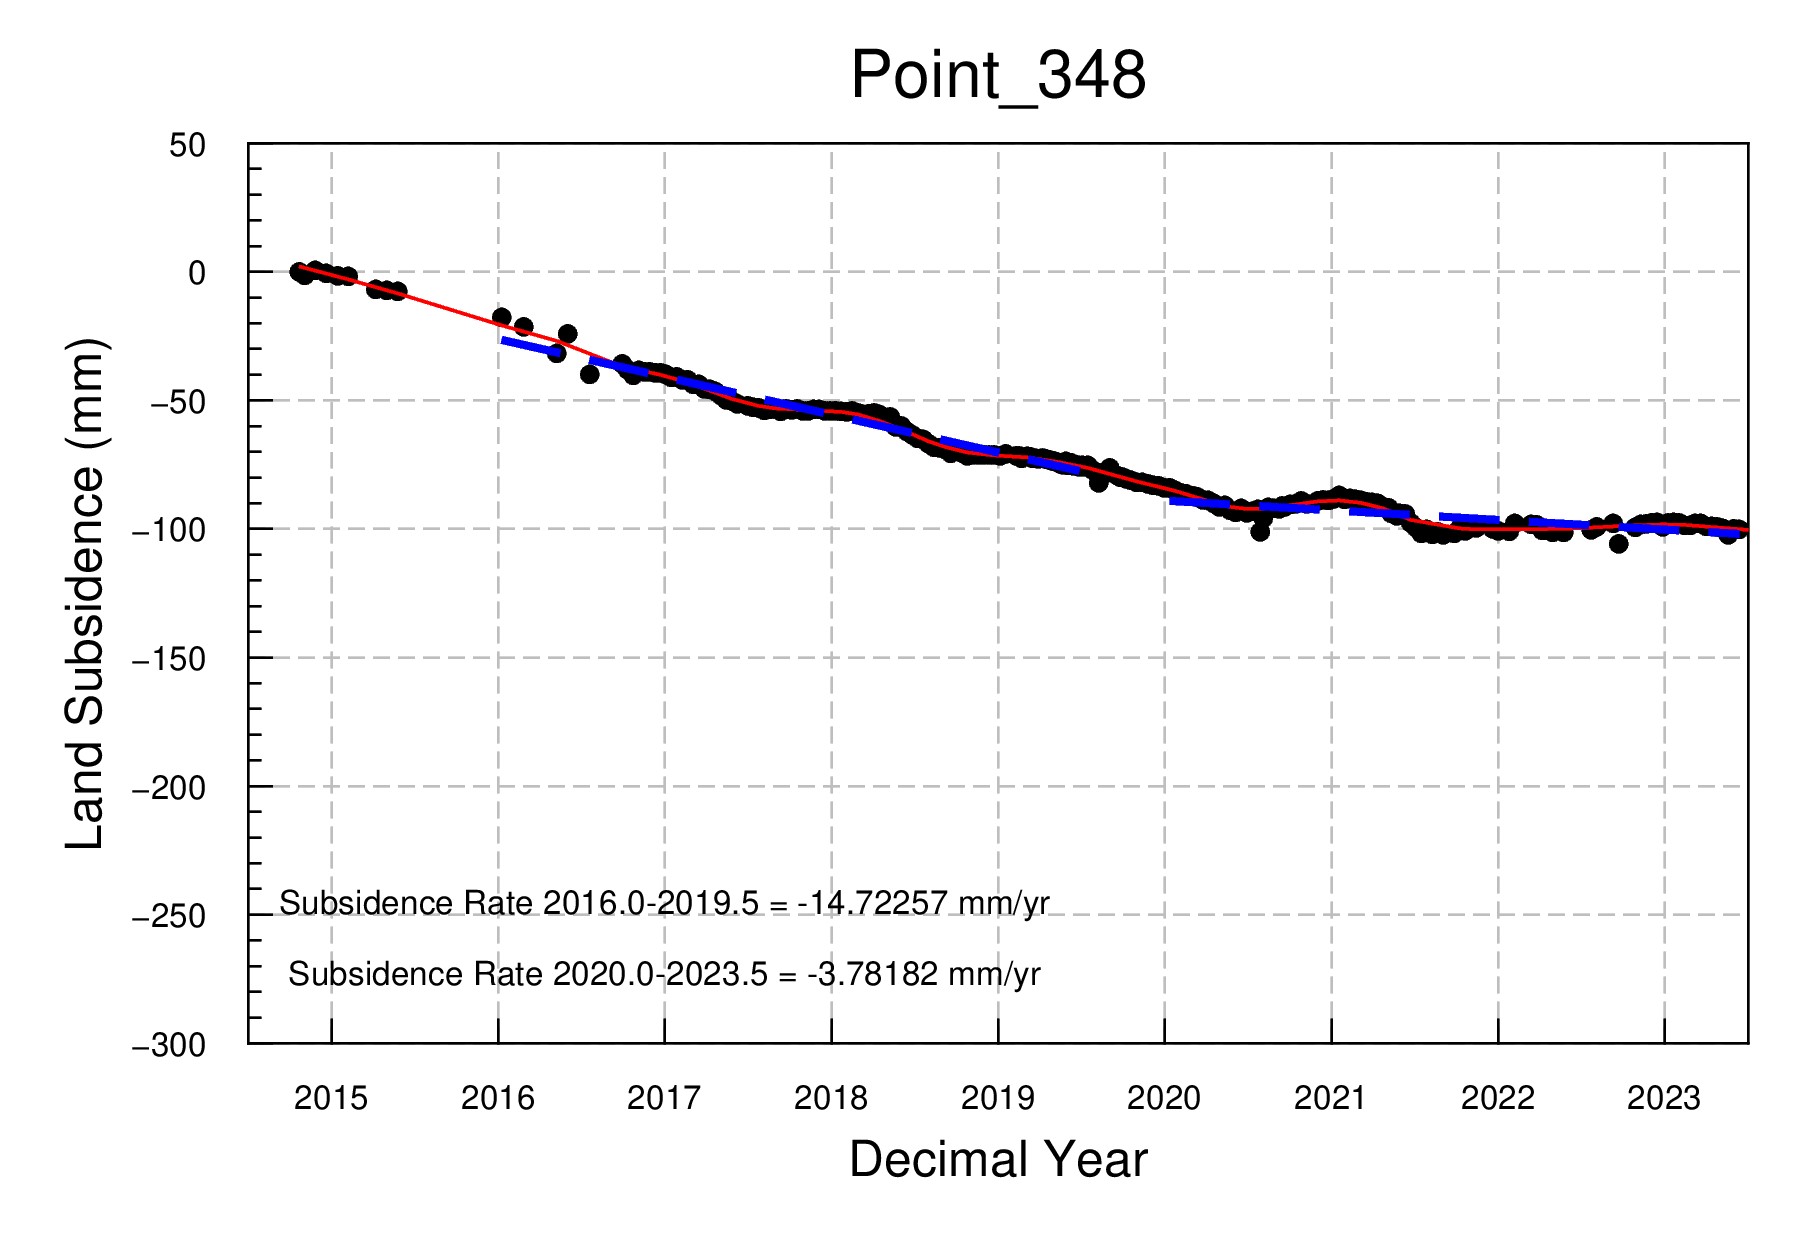 Point_348
50
0
−50
−100
−150
−200
−250
−300
Land Subsidence (mm)
Subsidence Rate 2016.0-2019.5 = -14.72257 mm/yr
Subsidence Rate 2020.0-2023.5 = -3.78182 mm/yr
2015 2016 2017 2018 2019 2020 2021 2022 2023
Decimal Year